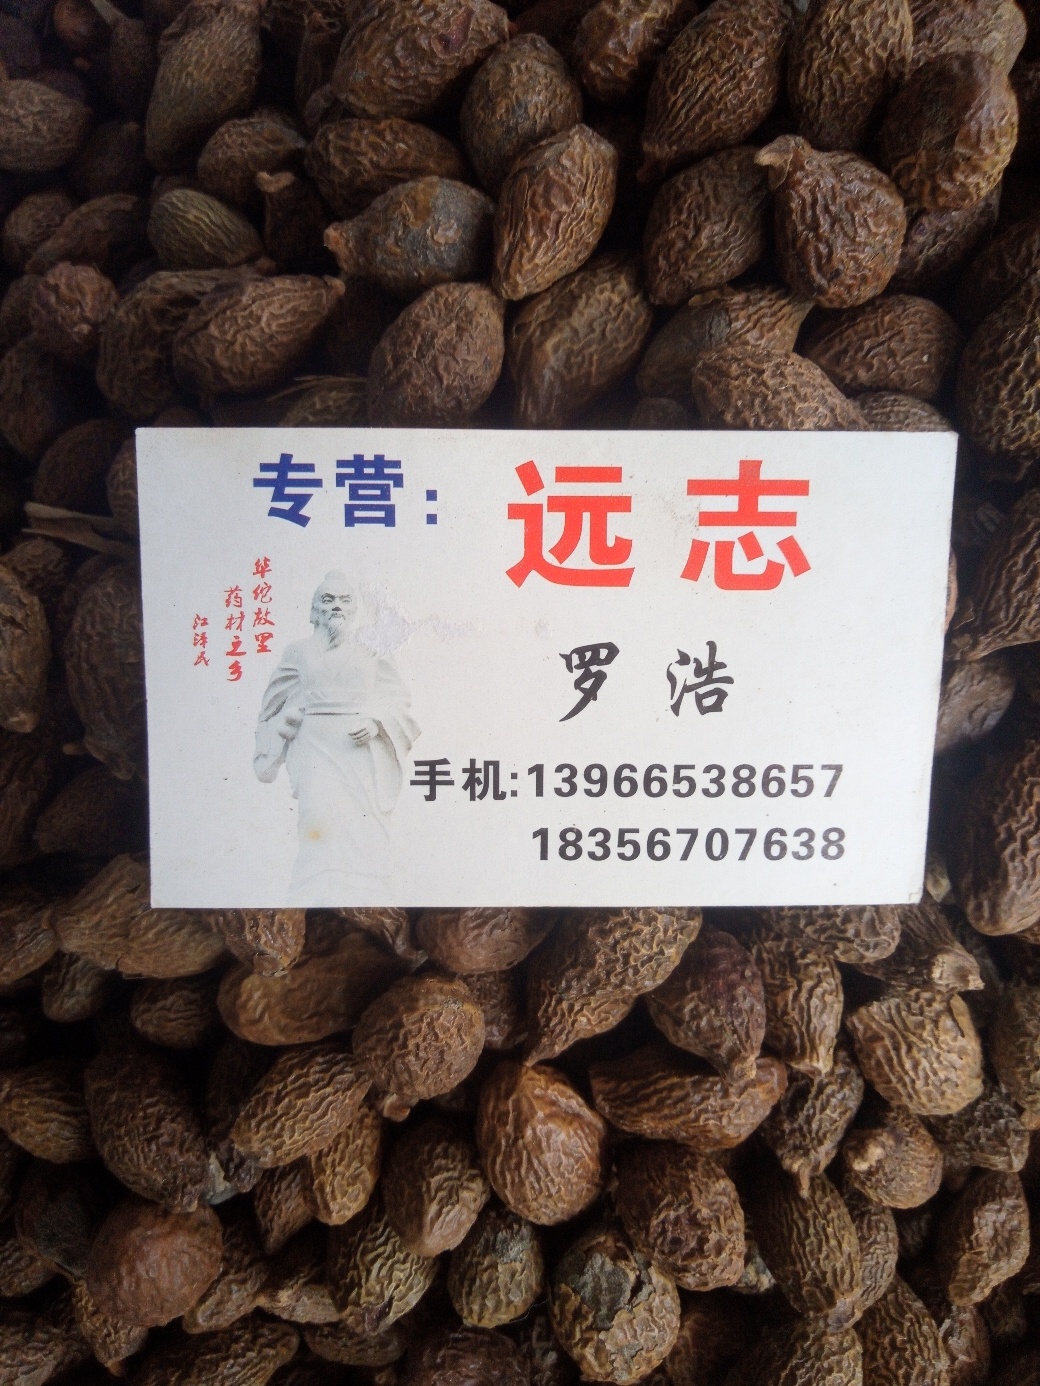 专营：远志
华佗故里
药材之乡
江泽民
罗浩
手机:13966538657
18356707638